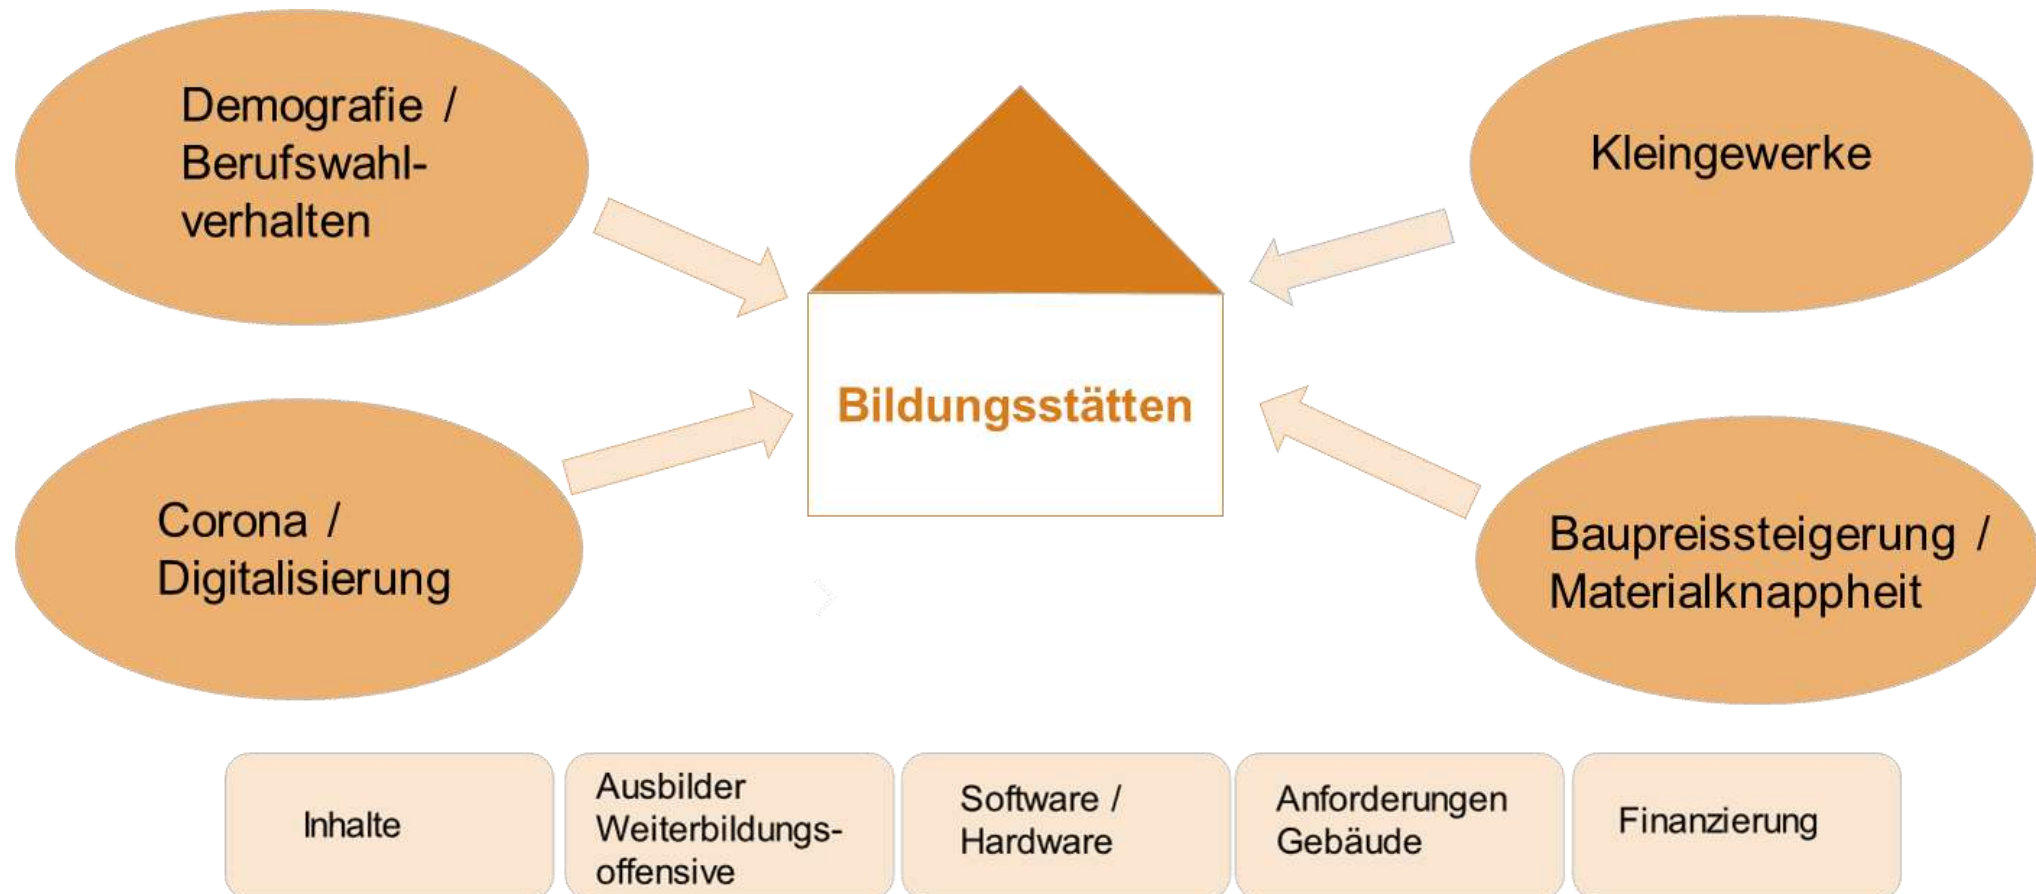 Demografie /
Berufswahl-
verhalten
Kleingewerke
Bildungsstätten
Corona /
Digitalisierung
Baupreissteigerung /
Materialknappheit
Inhalte
Ausbilder
Weiterbildungs-
offensive
Software /
Hardware
Anforderungen
Gebäude
Finanzierung